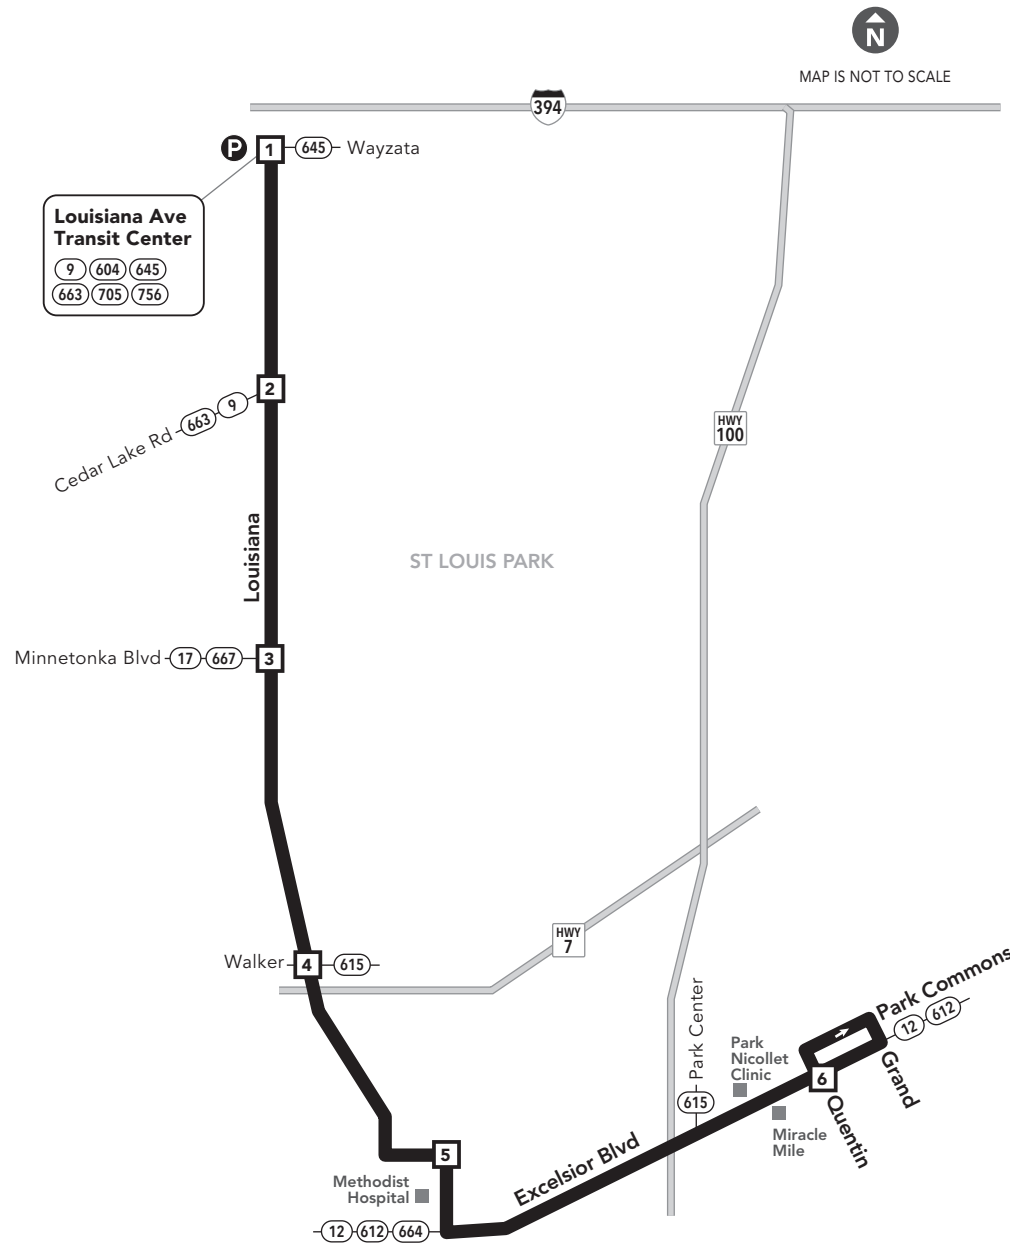 N
MAP IS NOT TO SCALE
394
P
1
645
Wayzata
Louisiana Ave
Transit Center
9 604 645
663 705 756
2
Cedar Lake Rd 663 9
HWY
100
Louisiana
ST LOUIS PARK
Minnetonka Blvd 17 667
3
Walker
4
615
HWY
7
Park Commons
12 612
Park Center
615
Park
Nicollet
Clinic
6
Grand
Quentin
Miracle
Mile
Excelsior Blvd
5
Methodist
Hospital
12 612 664